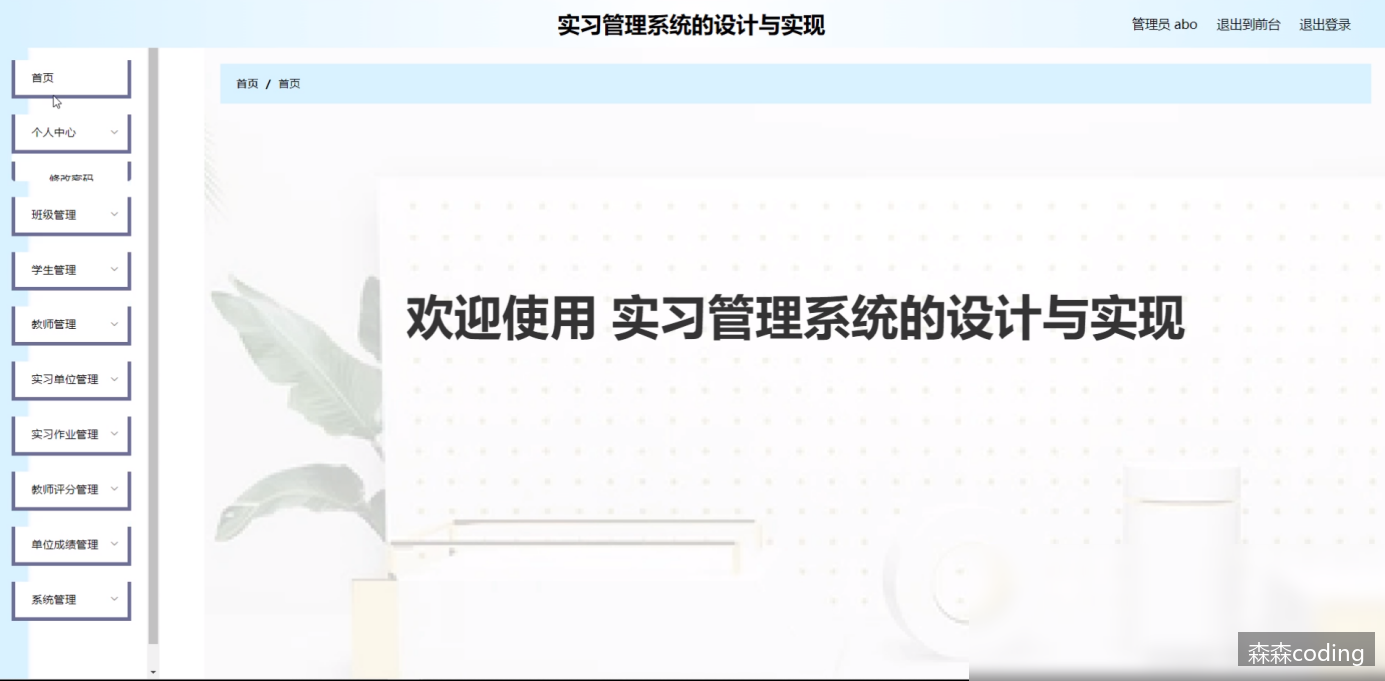 实习管理系统的设计与实现
管理员 abo 退出到前台 退出登录
首页
个人中心
修改密码
班级管理
学生管理
教师管理
实习单位管理
实习作业管理
教师评分管理
单位成绩管理
系统管理
首页 / 首页
欢迎使用 实习管理系统的设计与实现
森森coding